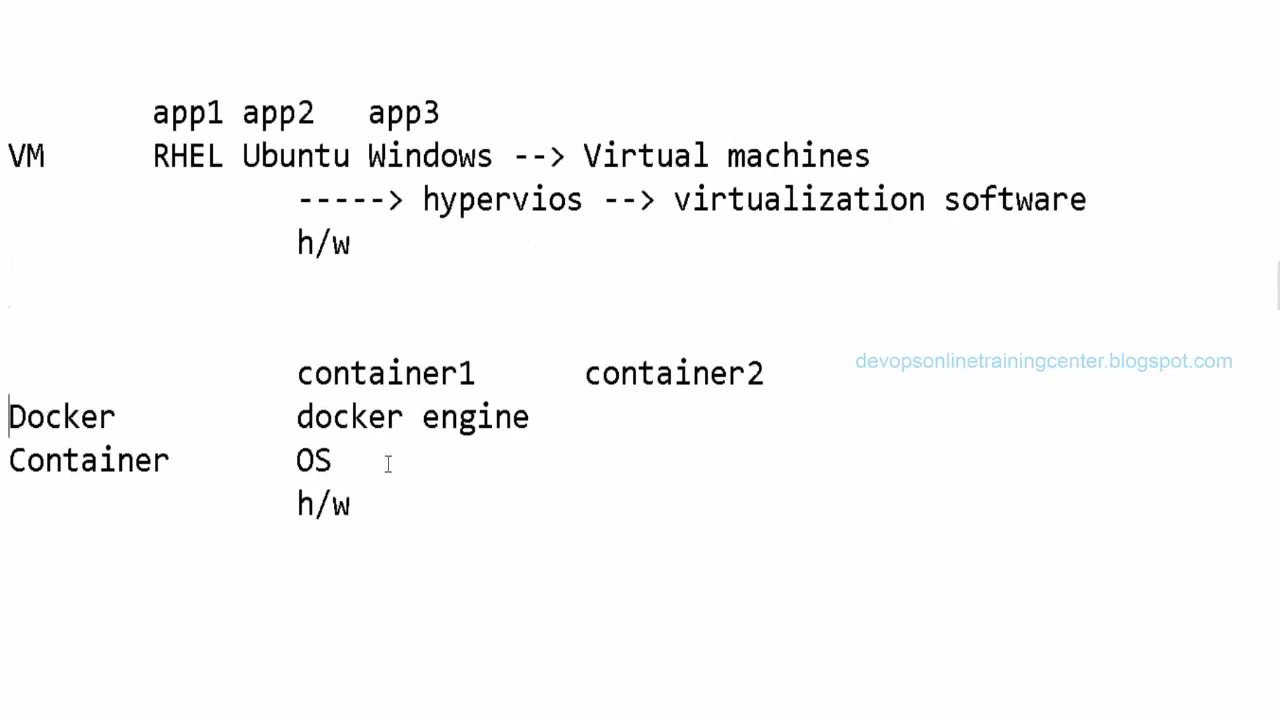 app1 app2 app3
VM RHEL Ubuntu Windows --> Virtual machines
-----> hypervios --> virtualization software
h/w
devopsonlinetrainingcenter.blogspot.com
container1 container2
Docker docker engine
Container OS
h/w